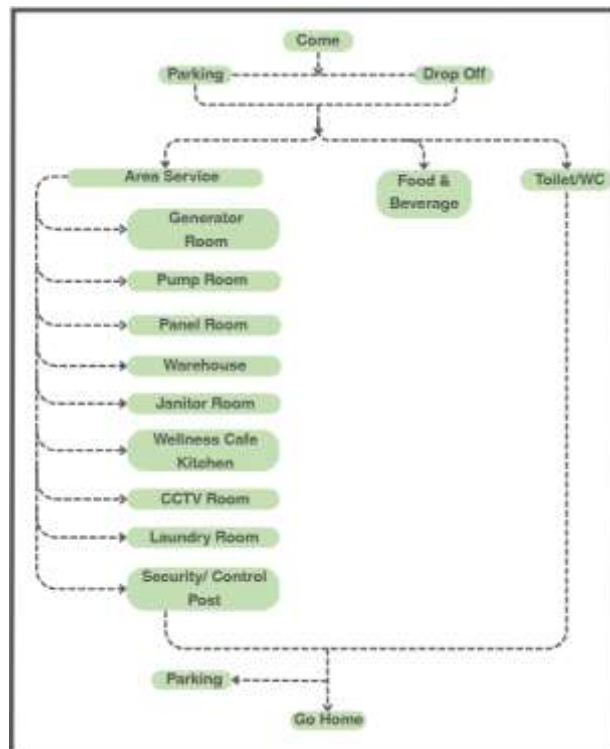 Come
Parking
Drop Off
Area Service
Food &
Beverage
Toilet/WC
Generator
Room
Pump Room
Panel Room
Warehouse
Janitor Room
Wellness Cafe
Kitchen
CCTV Room
Laundry Room
Security/ Control
Post
Parking
Go Home